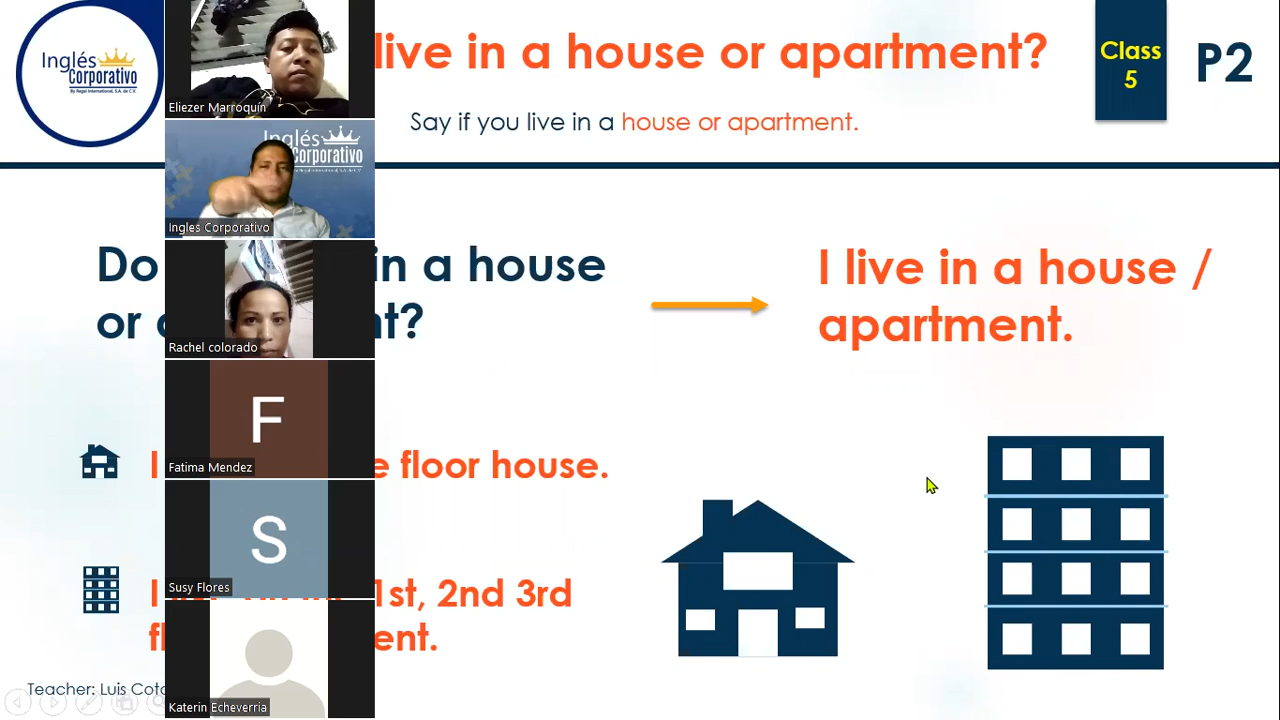 Inglés
Corporativo
By Regal International, S.A. de C.V.
live in a house or apartment?
Class
5
P2
Say if you live in a house or apartment.
Eliezer Marroquin
Inglés
Corporativo
Ingles Corporativo
Rachel colorado
F
Fatima Mendez
S
Susy Flores
Katerin Echeverria
Do in a house
or
I live in a house /
apartment.
I floor house.
I 1st, 2nd 3rd
Teacher: Luis